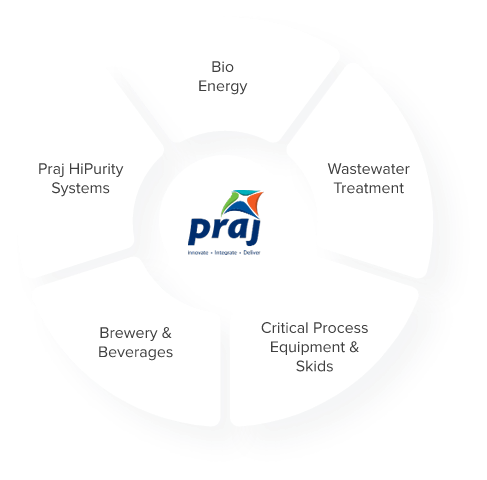 Bio
Energy
Praj HiPurity
Systems
Wastewater
Treatment
praj
Innovate • Integrate • Deliver
Brewery &
Beverages
Critical Process
Equipment &
Skids